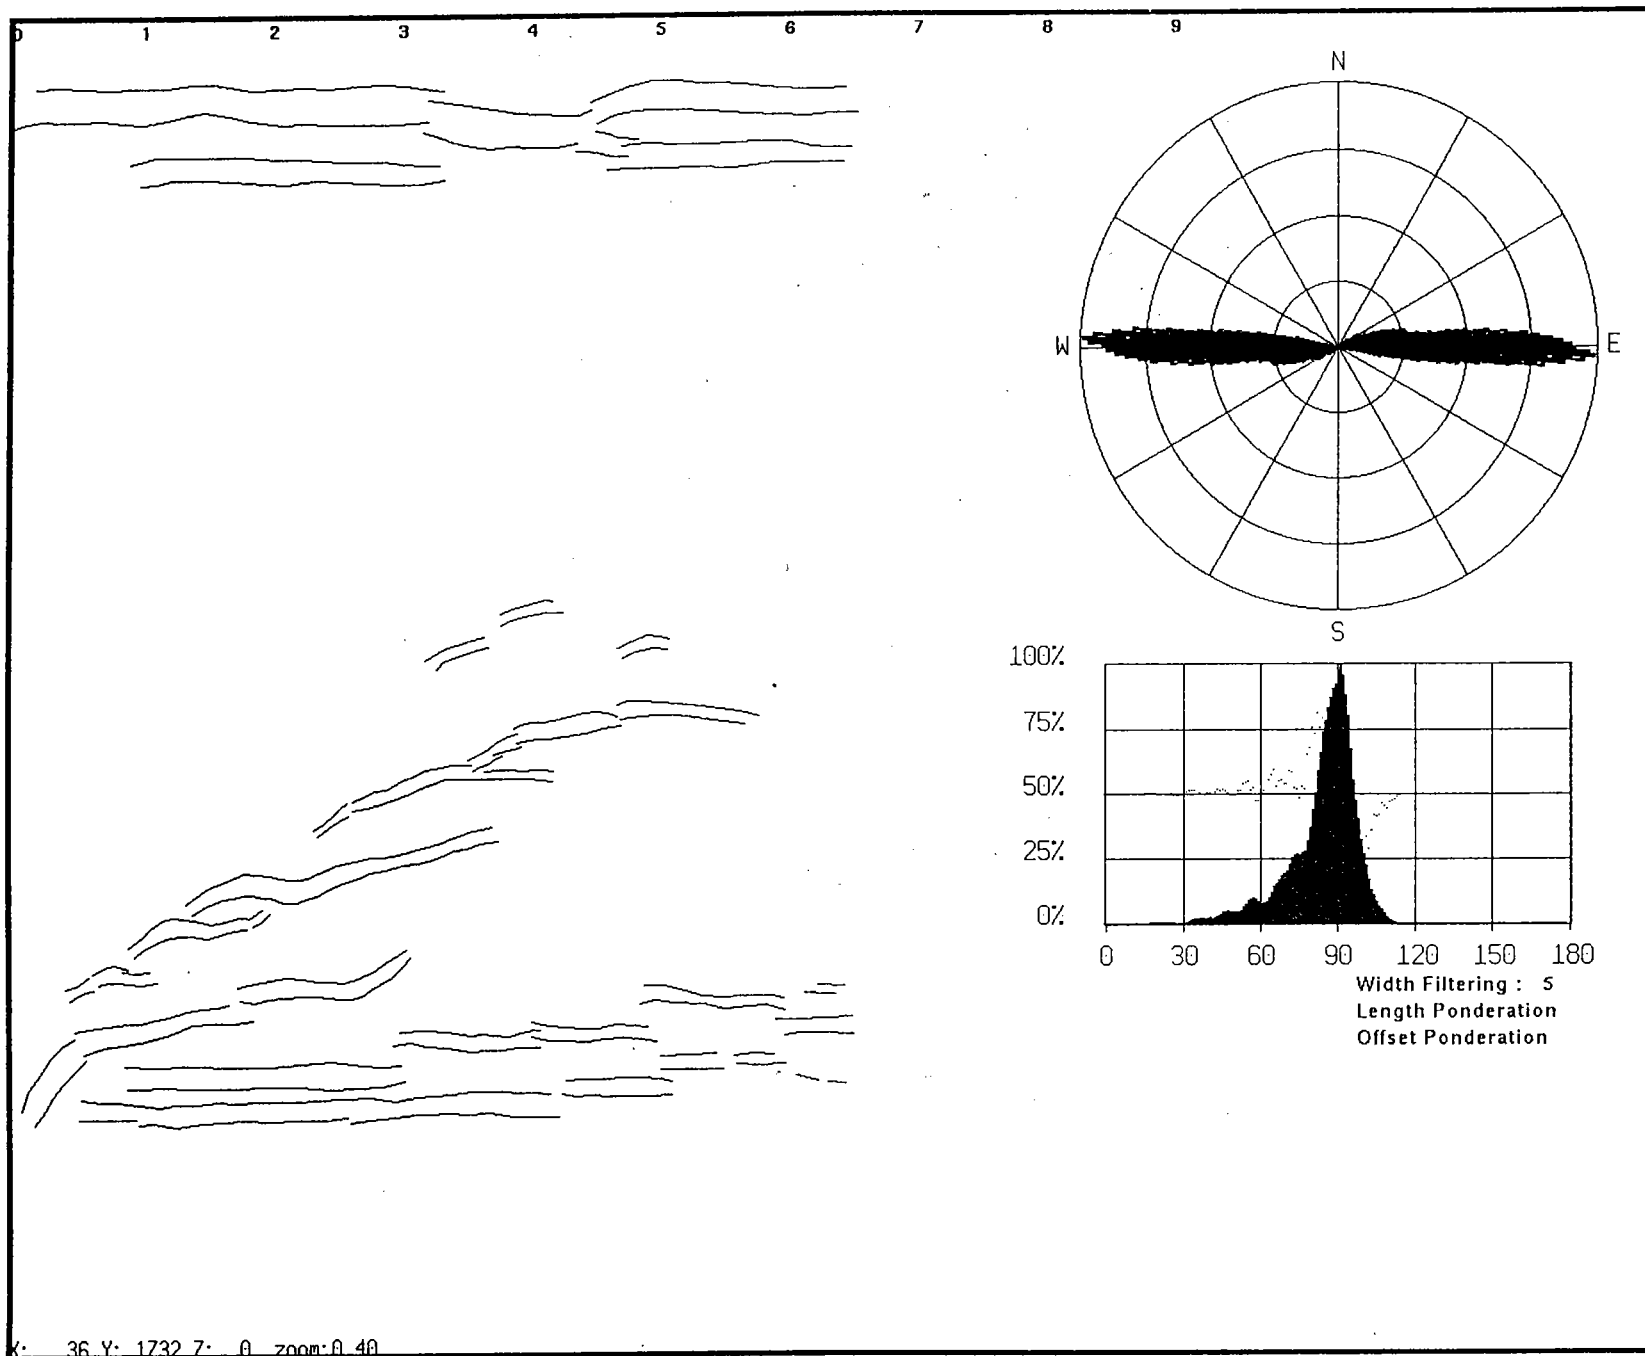 0 1 2 3 4 5 6 7 8 9
N
W E
S
100%
75%
50%
25%
0%
0 30 60 90 120 150 180
Width Filtering : 5
Length Ponderation
Offset Ponderation
X: 36 Y: 1732 Z: 0 zoom:0.40